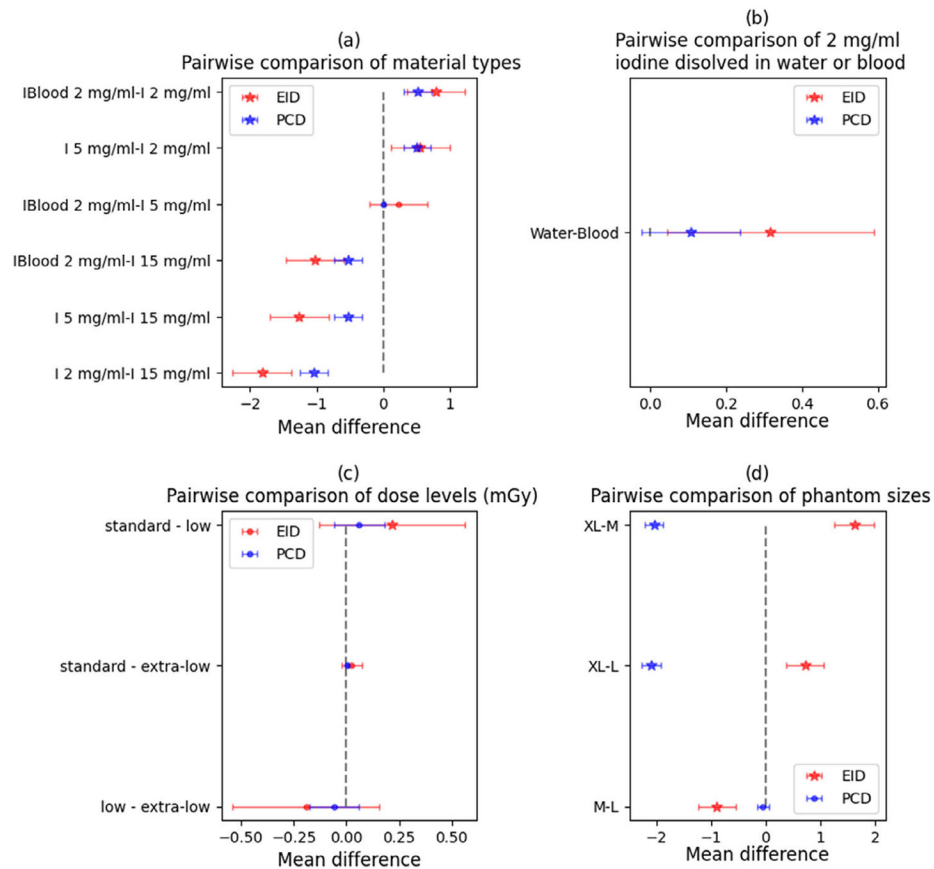 (a)
Pairwise comparison of material types
EID
PCD
IBlood 2 mg/ml-I 2 mg/ml
I 5 mg/ml-I 2 mg/ml
IBlood 2 mg/ml-I 5 mg/ml
IBlood 2 mg/ml-I 15 mg/ml
I 5 mg/ml-I 15 mg/ml
I 2 mg/ml-I 15 mg/ml
−2 −1 0 1
Mean difference
(b)
Pairwise comparison of 2 mg/ml
iodine disolved in water or blood
EID
PCD
Water-Blood
0.0 0.2 0.4 0.6
Mean difference
(c)
Pairwise comparison of dose levels (mGy)
EID
PCD
standard - low
standard - extra-low
low - extra-low
−0.50 −0.25 0.00 0.25 0.50
Mean difference
(d)
Pairwise comparison of phantom sizes
XL-M
XL-L
M-L
EID
PCD
−2 −1 0 1 2
Mean difference